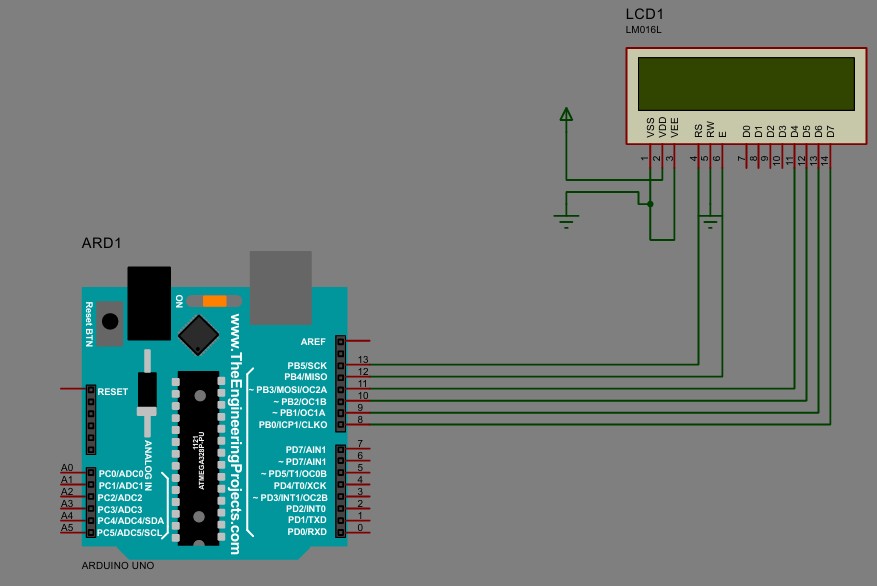 LCD1
LM016L
VSS
VDD
VEE
RS
RW
E
D0
D1
D2
D3
D4
D5
D6
D7
1
2
3
4
5
6
7
8
9
10
11
12
13
14
ARD1
Reset BTN
ON
www.TheEngineeringProjects.com
AREF
PB5/SCK 13
PB4/MISO 12
~ PB3/MOSI/OC2A 11
~ PB2/OC1B 10
~ PB1/OC1A 9
PB0/ICP1/CLKO 8
RESET
1121
ATMEGA328P-PU
ANALOG IN
PD7/AIN1 7
~ PD7/AIN1 6
~ PD5/T1/OC0B 5
PD4/T0/XCK 4
~ PD3/INT1/OC2B 3
PD2/INT0 2
PD1/TXD 1
PD0/RXD 0
A0 PC0/ADC0
A1 PC1/ADC1
A2 PC2/ADC2
A3 PC3/ADC3
A4 PC4/ADC4/SDA
A5 PC5/ADC5/SCL
ARDUINO UNO